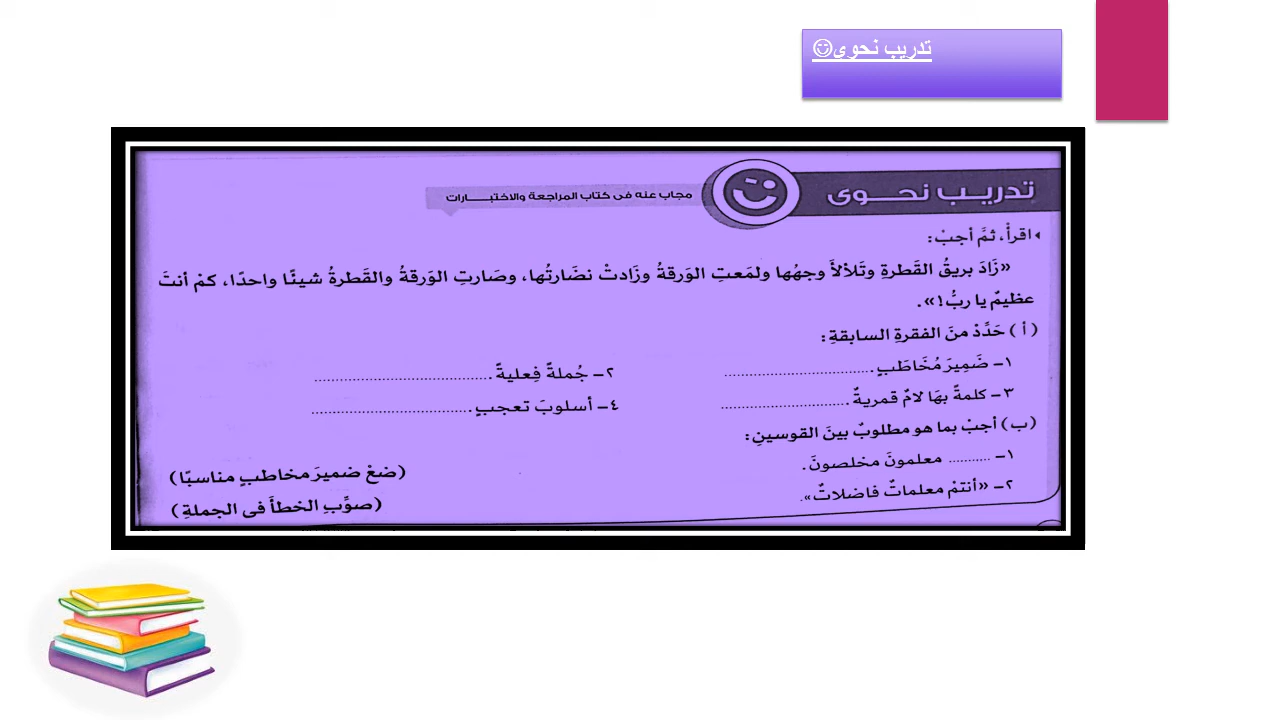 تدريب نحوى☺
تدريب نحوى
مجاب عنه فى كتاب المراجعة والاختبارات
اقرأْ، ثمَّ أجبْ:
«زَادَ بريقُ القَطرةِ وتَلألأَ وجهُها ولمَعتِ الوَرقةُ وزَادتْ نضَارتُها، وصَارتِ الوَرقةُ والقَطرةُ شيئًا واحدًا، كمْ أنتَ
عظيمٌ يا ربُّ!».
(أ) حَدِّدْ منَ الفقرةِ السابقةِ:
١- ضَمِيرَ مُخَاطَبٍ. ................ ٢- جُملةً فِعليةً. ................
٣- كلمةً بهَا لامٌ قمريةٌ. ................ ٤- أسلوبَ تعجبٍ. ................
(ب) أجبْ بما هو مطلوبٌ بينَ القوسينِ:
١- ........... معلمونَ مخلصونَ. (ضعْ ضميرَ مخاطبٍ مناسبًا)
٢- «أنتمْ معلماتٌ فاضلاتٌ». (صوِّبِ الخطأَ فى الجملةِ)